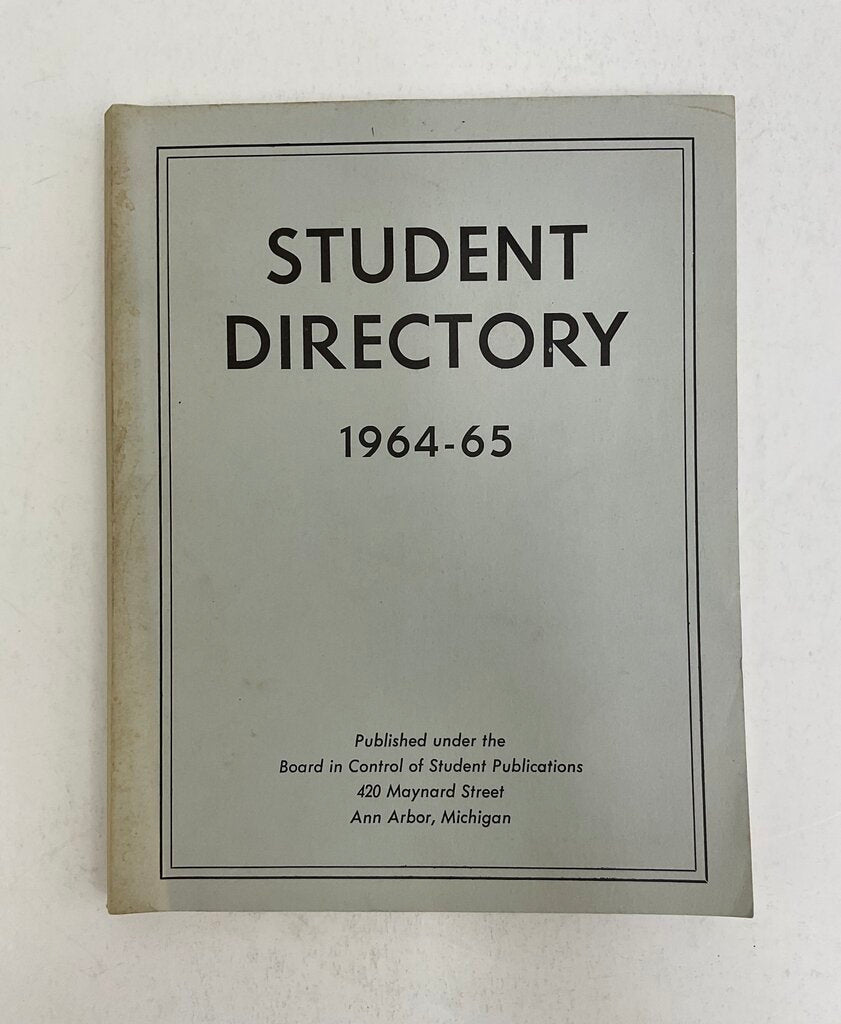 STUDENT
DIRECTORY
1964-65
Published under the
Board in Control of Student Publications
420 Maynard Street
Ann Arbor, Michigan